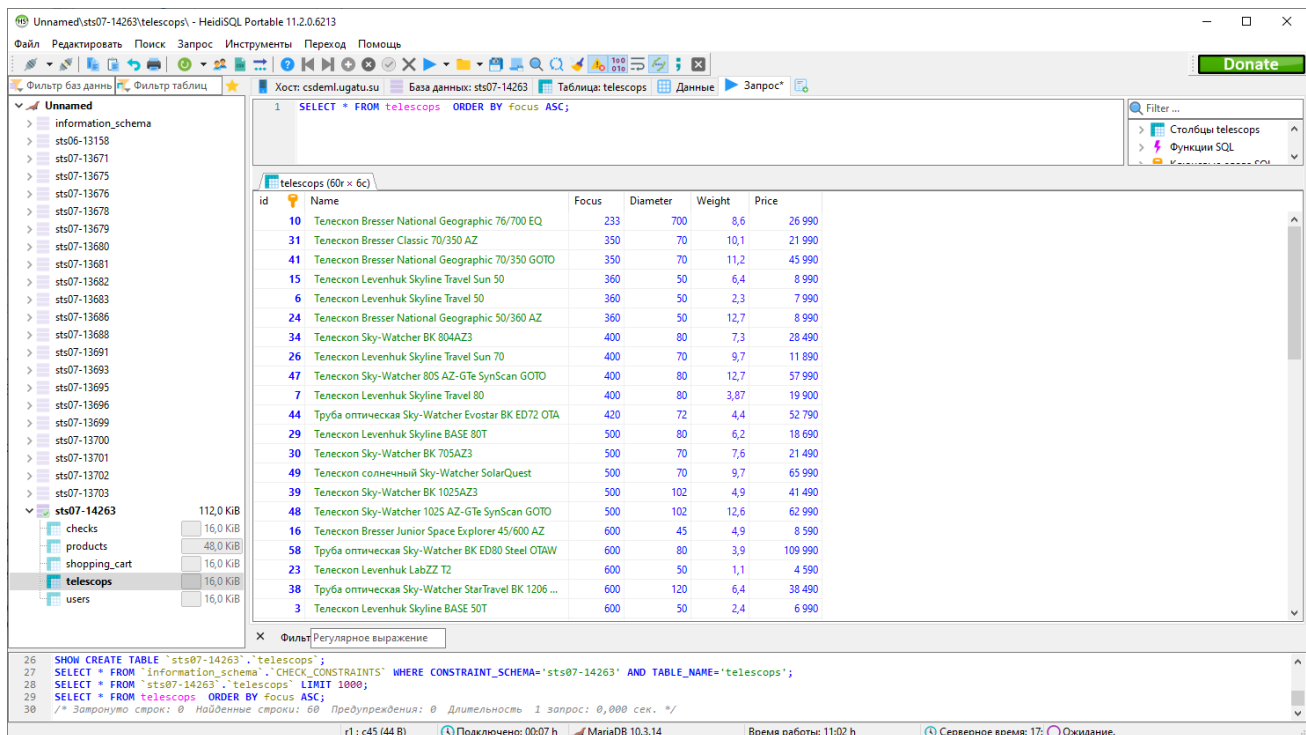 Unnamed\sts07-14263\telescops\ - HeidiSQL Portable 11.2.0.6213
Файл Редактировать Поиск Запрос Инструменты Переход Помощь
Donate
Фильтр баз данны Фильтр таблиц
Хост: csdeml.ugatu.su База данных: sts07-14263 Таблица: telescops Данные Запрос*
Unnamed
information_schema
sts06-13158
sts07-13671
sts07-13675
sts07-13676
sts07-13678
sts07-13679
sts07-13680
sts07-13681
sts07-13682
sts07-13683
sts07-13686
sts07-13688
sts07-13691
sts07-13693
sts07-13695
sts07-13696
sts07-13699
sts07-13700
sts07-13701
sts07-13702
sts07-13703
sts07-14263 112,0 KiB
checks 16,0 KiB
products 48,0 KiB
shopping_cart 16,0 KiB
telescops 16,0 KiB
users 16,0 KiB
1 SELECT * FROM telescops ORDER BY focus ASC;
Filter ...
Столбцы telescops
Функции SQL
telescops (60r × 6c)
id Name Focus Diameter Weight Price
10 Телескоп Bresser National Geographic 76/700 EQ 233 700 8,6 26 990
31 Телескоп Bresser Classic 70/350 AZ 350 70 10,1 21 990
41 Телескоп Bresser National Geographic 70/350 GOTO 350 70 11,2 45 990
15 Телескоп Levenhuk Skyline Travel Sun 50 360 50 6,4 8 990
6 Телескоп Levenhuk Skyline Travel 50 360 50 2,3 7 990
24 Телескоп Bresser National Geographic 50/360 AZ 360 50 12,7 8 990
34 Телескоп Sky-Watcher BK 804AZ3 400 80 7,3 28 490
26 Телескоп Levenhuk Skyline Travel Sun 70 400 70 9,7 11 890
47 Телескоп Sky-Watcher 80S AZ-GTe SynScan GOTO 400 80 12,7 57 990
7 Телескоп Levenhuk Skyline Travel 80 400 80 3,87 19 900
44 Труба оптическая Sky-Watcher Evostar BK ED72 OTA 420 72 4,4 52 790
29 Телескоп Levenhuk Skyline BASE 80T 500 80 6,2 18 690
30 Телескоп Sky-Watcher BK 705AZ3 500 70 7,6 21 490
49 Телескоп солнечный Sky-Watcher SolarQuest 500 70 9,7 65 990
39 Телескоп Sky-Watcher BK 1025AZ3 500 102 4,9 41 490
48 Телескоп Sky-Watcher 102S AZ-GTe SynScan GOTO 500 102 12,6 62 990
16 Телескоп Bresser Junior Space Explorer 45/600 AZ 600 45 4,9 8 590
58 Труба оптическая Sky-Watcher BK ED80 Steel OTAW 600 80 3,9 109 990
23 Телескоп Levenhuk LabZZ T2 600 50 1,1 4 590
38 Труба оптическая Sky-Watcher StarTravel BK 1206 ... 600 120 6,4 38 490
3 Телескоп Levenhuk Skyline BASE 50T 600 50 2,4 6 990
Фильт Регулярное выражение
26 SHOW CREATE TABLE `sts07-14263`.`telescops`;
27 SELECT * FROM `information_schema`.`CHECK_CONSTRAINTS` WHERE CONSTRAINT_SCHEMA='sts07-14263' AND TABLE_NAME='telescops';
28 SELECT * FROM `sts07-14263`.`telescops` LIMIT 1000;
29 SELECT * FROM telescops ORDER BY focus ASC;
30 /* Затронуто строк: 0 Найденные строки: 60 Предупреждения: 0 Длительность 1 запрос: 0,000 сек. */
r1 : c45 (44 B) Подключено: 00:07 h MariaDB 10.3.14 Время работы: 11:02 h Серверное время: 17: Ожидание.